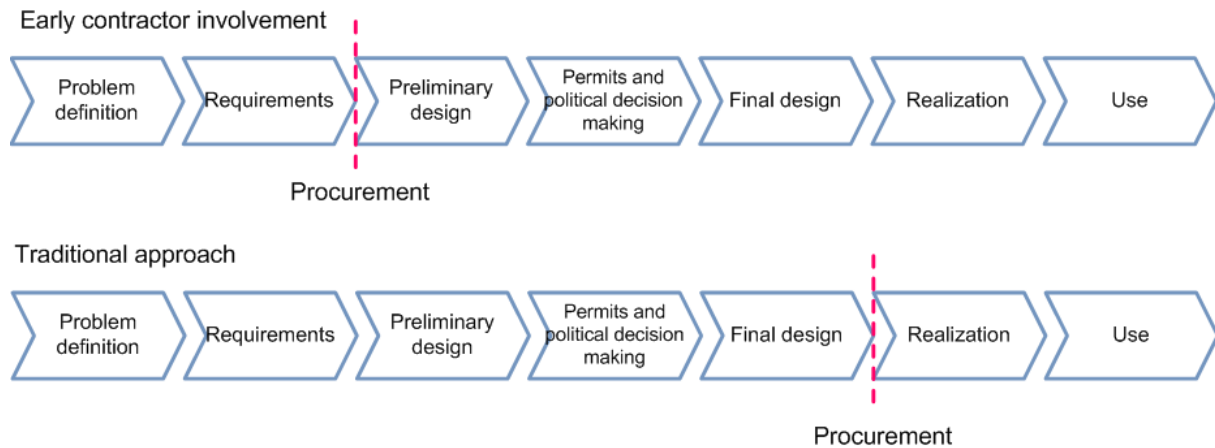 Early contractor involvement
Problem
definition
Requirements
Preliminary
design
Permits and
political decision
making
Final design
Realization
Use
Procurement
Traditional approach
Problem
definition
Requirements
Preliminary
design
Permits and
political decision
making
Final design
Realization
Use
Procurement